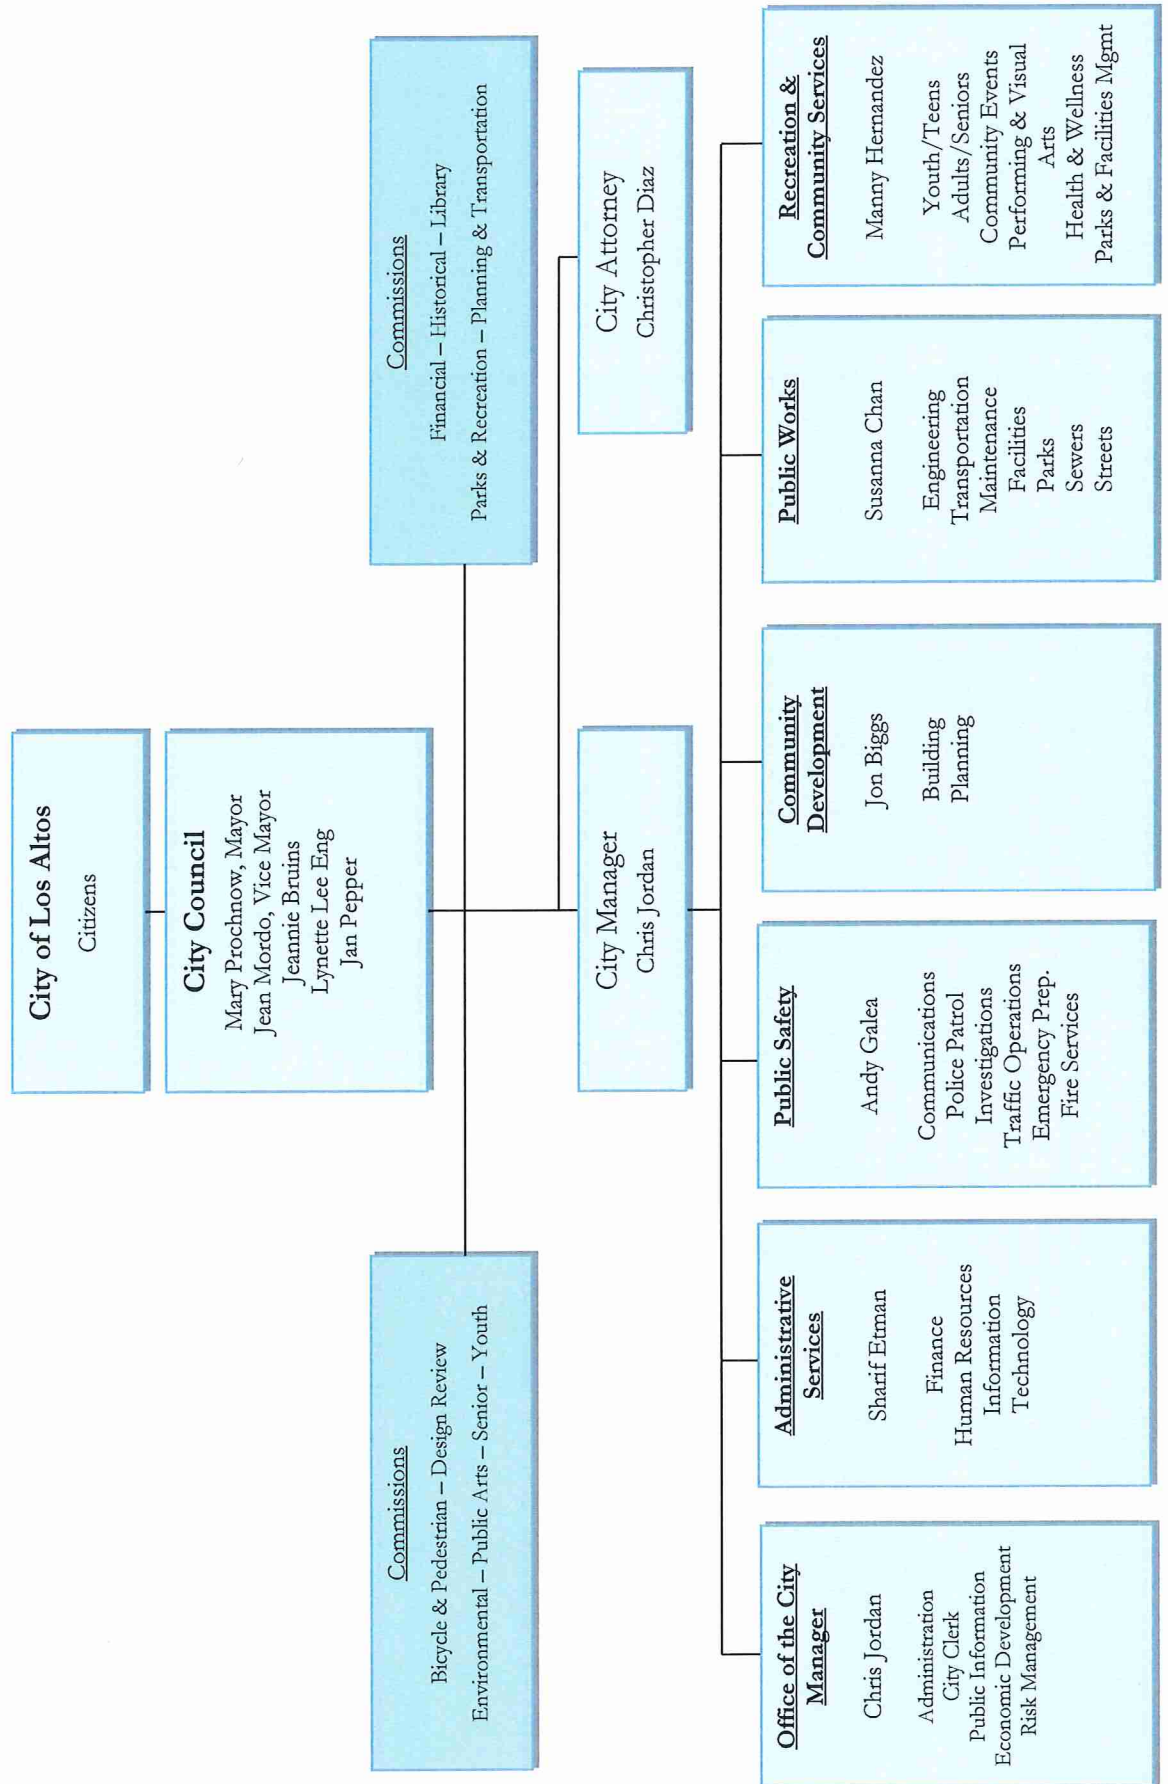 City of Los Altos
Citizens
City Council
Mary Prochnow, Mayor
Jean Mordo, Vice Mayor
Jeannie Bruins
Lynette Lee Eng
Jan Pepper
Commissions
Bicycle & Pedestrian – Design Review
Environmental – Public Arts – Senior – Youth
Commissions
Financial – Historical – Library
Parks & Recreation – Planning & Transportation
City Manager
Chris Jordan
City Attorney
Christopher Diaz
Office of the City
Manager
Chris Jordan
Administration
City Clerk
Public Information
Economic Development
Risk Management
Administrative
Services
Sharif Etman
Finance
Human Resources
Information
Technology
Public Safety
Andy Galea
Communications
Police Patrol
Investigations
Traffic Operations
Emergency Prep.
Fire Services
Community
Development
Jon Biggs
Building
Planning
Public Works
Susanna Chan
Engineering
Transportation
Maintenance
Facilities
Parks
Sewers
Streets
Recreation &
Community Services
Manny Hernandez
Youth/Teens
Adults/Seniors
Community Events
Performing & Visual
Arts
Health & Wellness
Parks & Facilities Mgmt